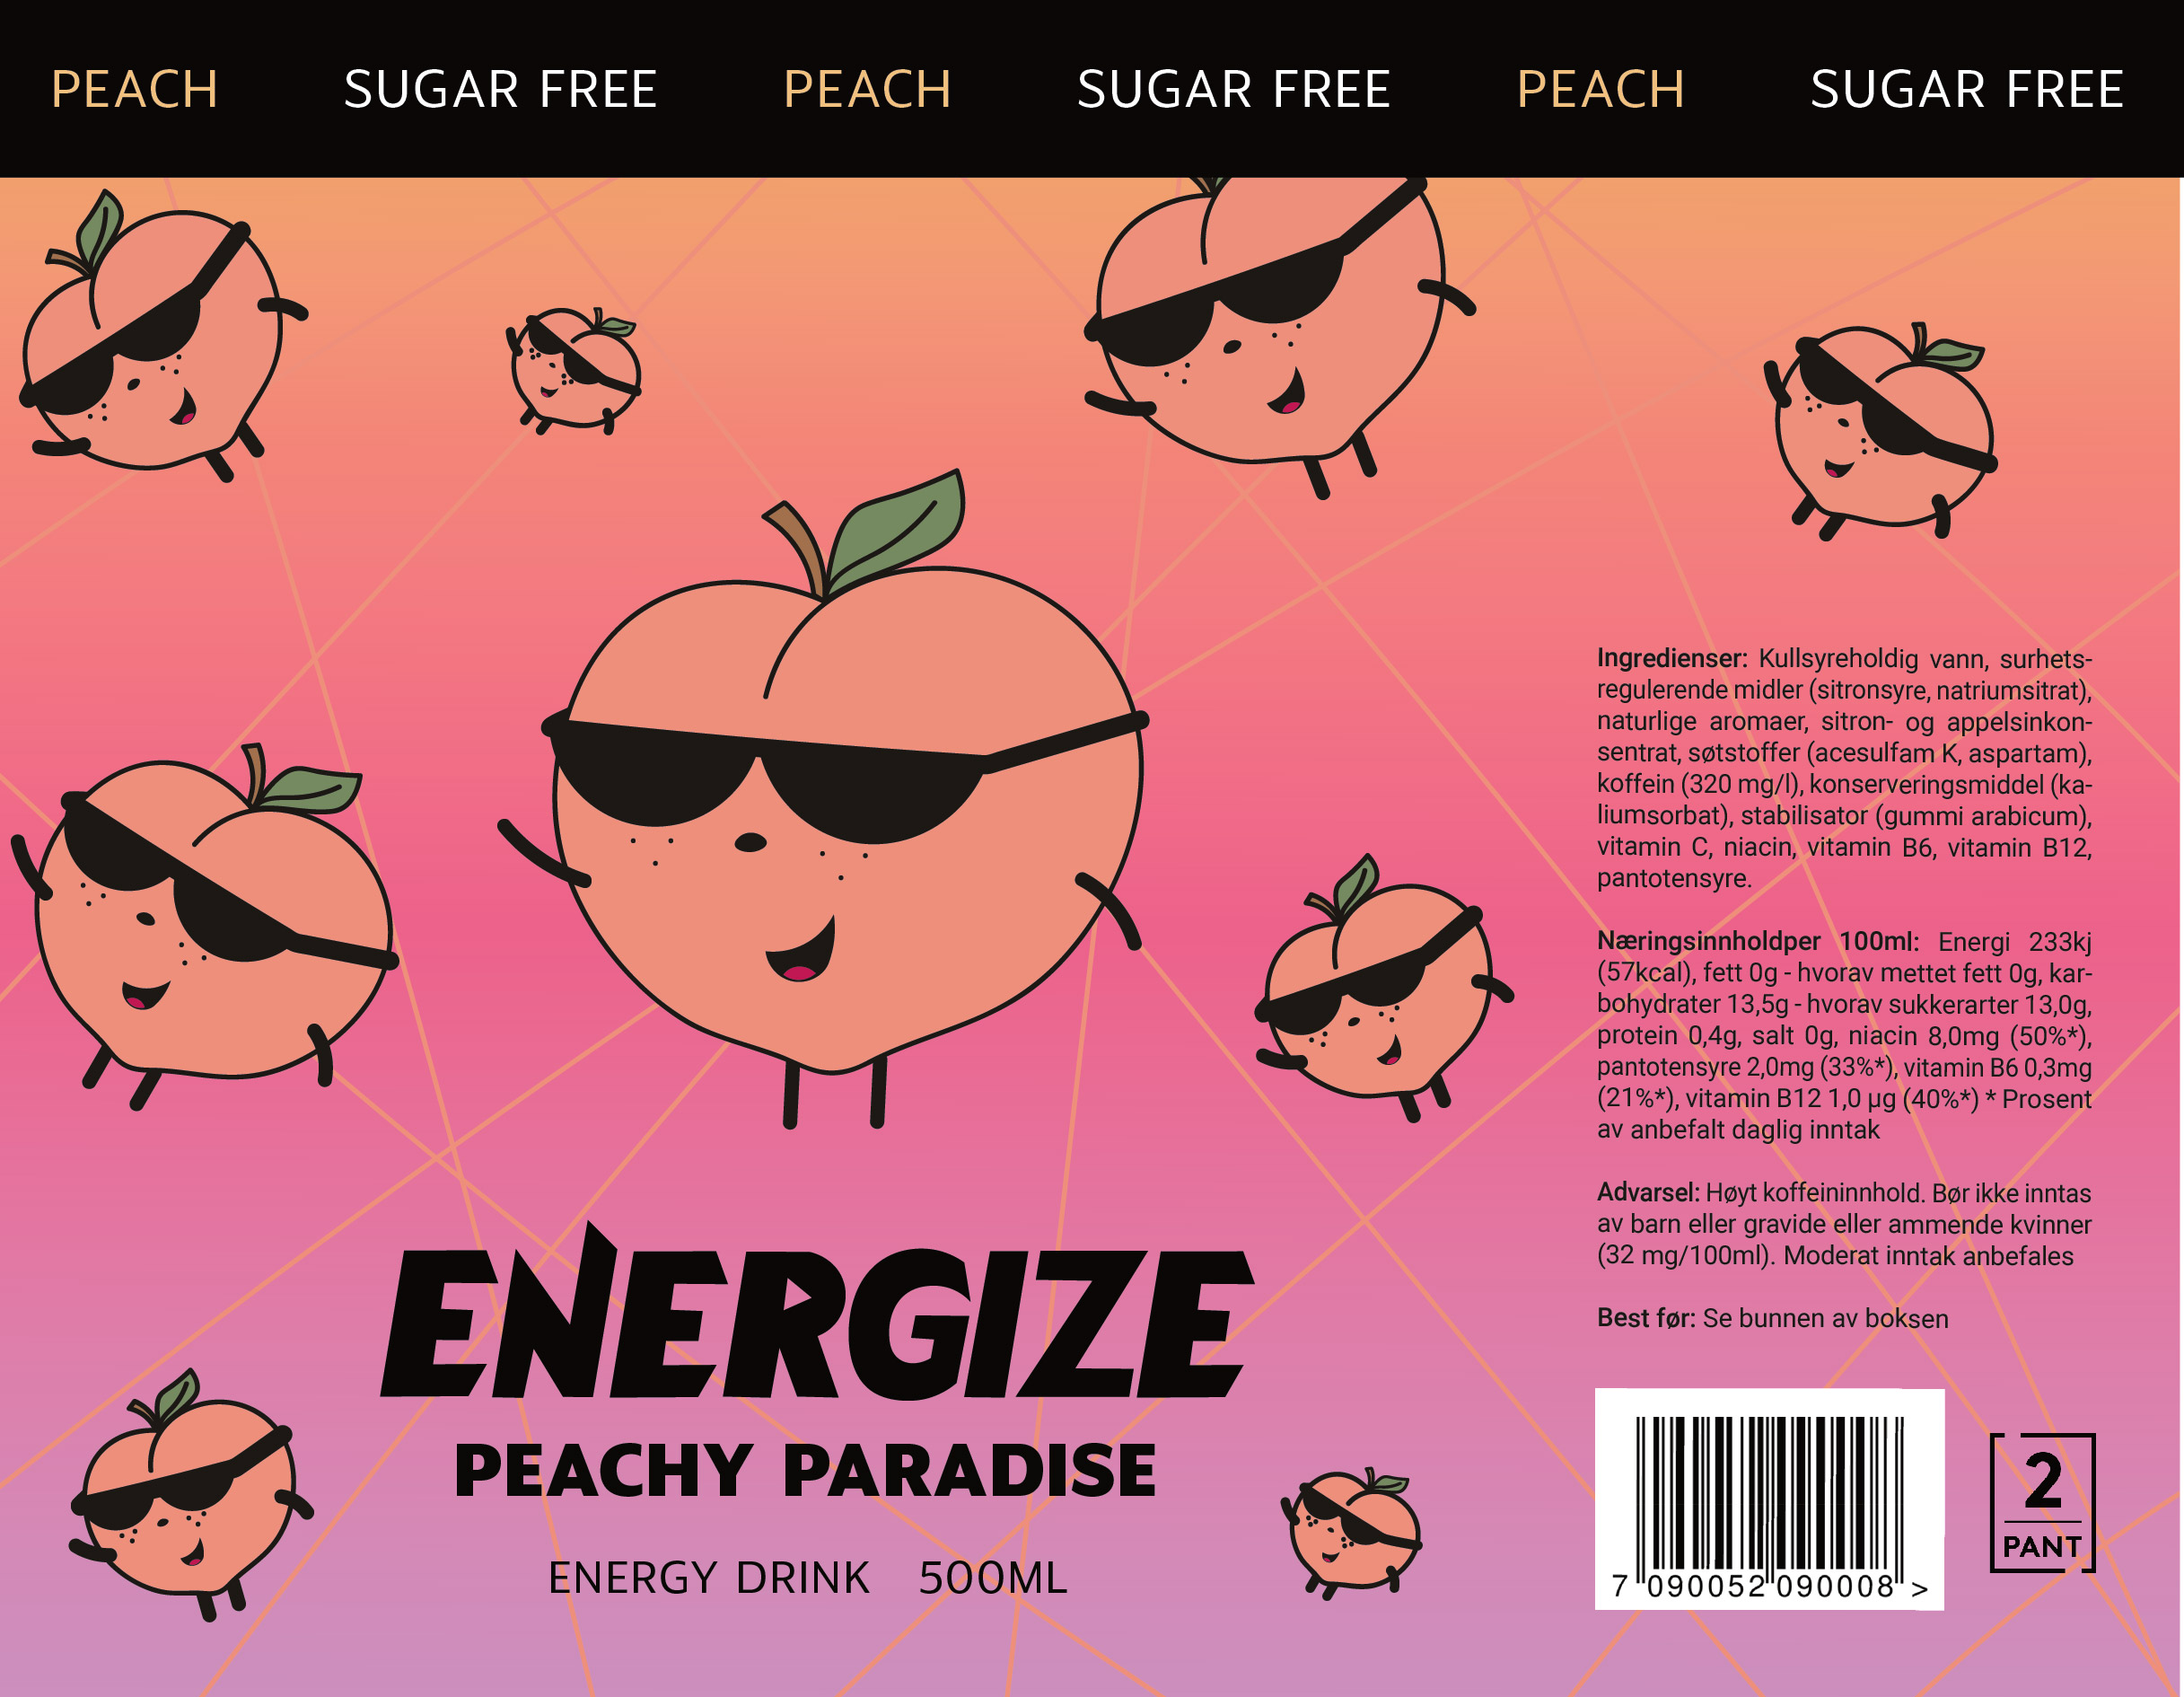 PEACH SUGAR FREE PEACH SUGAR FREE PEACH SUGAR FREE
Ingredienser: Kullsyreholdig vann, surhets-
regulerende midler (sitronsyre, natriumsitrat),
naturlige aromaer, sitron- og appelsinkon-
sentrat, søtstoffer (acesulfam K, aspartam),
koffein (320 mg/l), konserveringsmiddel (ka-
liumsorbat), stabilisator (gummi arabicum),
vitamin C, niacin, vitamin B6, vitamin B12,
pantotensyre.
Næringsinnholdper 100ml: Energi 233kj
(57kcal), fett 0g - hvorav mettet fett 0g, kar-
bohydrater 13,5g - hvorav sukkerarter 13,0g,
protein 0,4g, salt 0g, niacin 8,0mg (50%*),
pantotensyre 2,0mg (33%*), vitamin B6 0,3mg
(21%*), vitamin B12 1,0 µg (40%*) * Prosent
av anbefalt daglig inntak
Advarsel: Høyt koffeininnhold. Bør ikke inntas
av barn eller gravide eller ammende kvinner
(32 mg/100ml). Moderat inntak anbefales
Best før: Se bunnen av boksen
ENERGIZE
PEACHY PARADISE
ENERGY DRINK 500ML
7 090052 090008 >
2
PANT